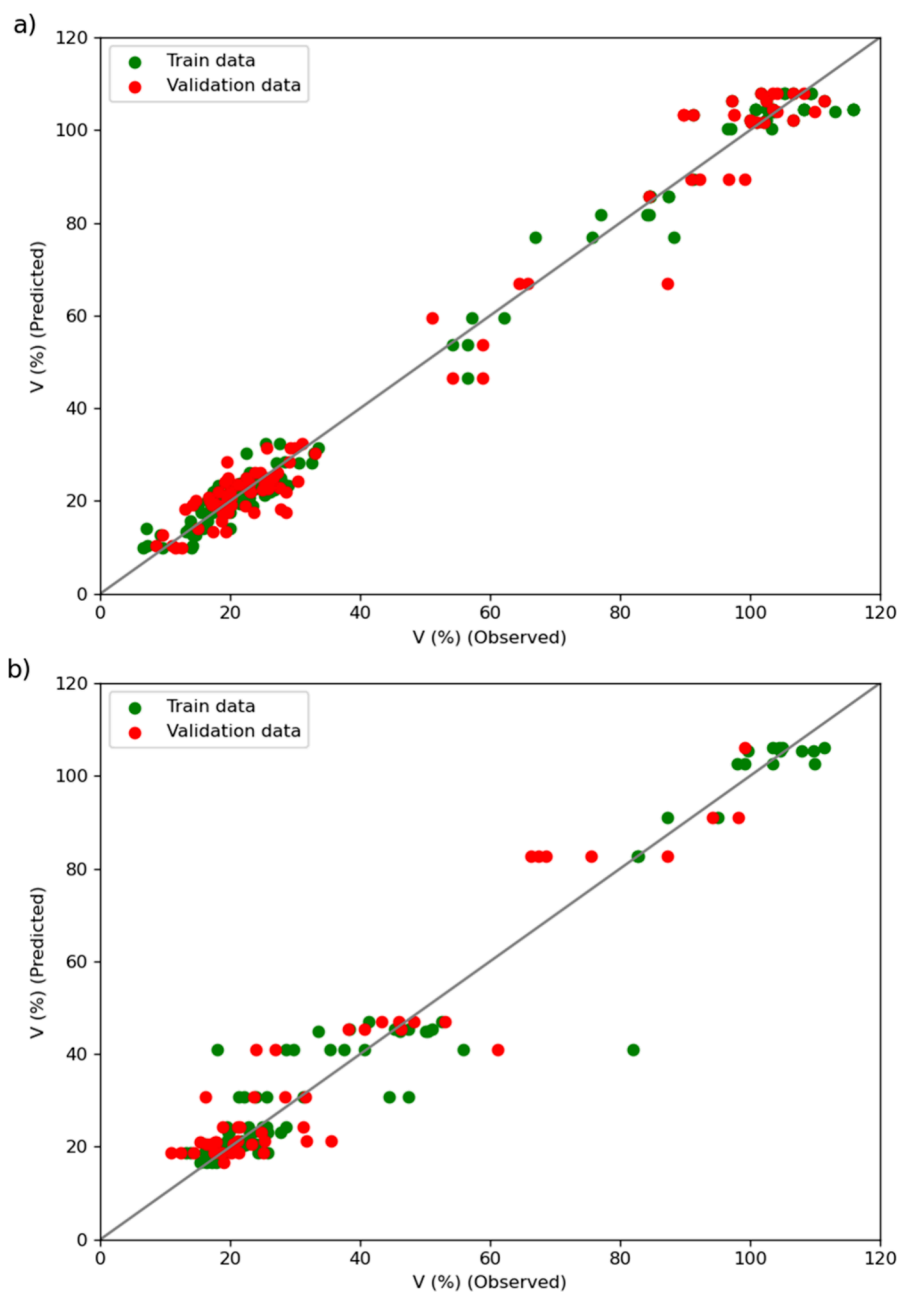 a)
120
100
80
60
40
20
0
V (%) (Predicted)
Train data
Validation data
0 20 40 60 80 100 120
V (%) (Observed)
b)
120
100
80
60
40
20
0
V (%) (Predicted)
Train data
Validation data
0 20 40 60 80 100 120
V (%) (Observed)